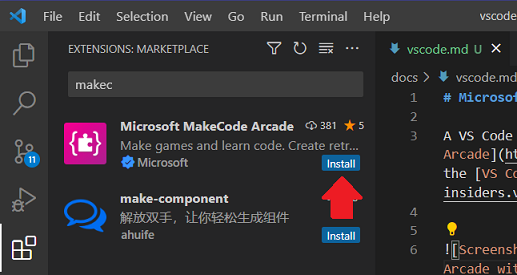 File Edit Selection View Go Run Terminal Help vscode
EXTENSIONS: MARKETPLACE
vscode.md U
makec
docs > vscode.md
Microsoft MakeCode Arcade 381 5
Make games and learn code. Create retr...
Microsoft Install
make-component
解放双手，让你轻松生成组件
ahuife Install
11
1 # Microsof
2
3 A VS Code
Arcade](ht
the [VS Co
insiders.v
4
5
6 ![Screensh
Arcade wit